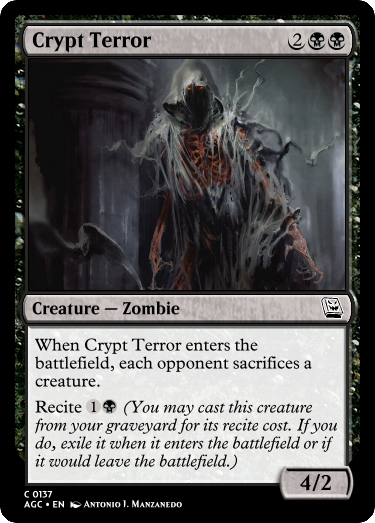 Crypt Terror 2
Creature — Zombie
When Crypt Terror enters the
battlefield, each opponent sacrifices a
creature.
Recite 1 (You may cast this creature
from your graveyard for its recite cost. If you
do, exile it when it enters the battlefield or if
it would leave the battlefield.)
4/2
C 0137
AGC • EN Antonio J. Manzanedo